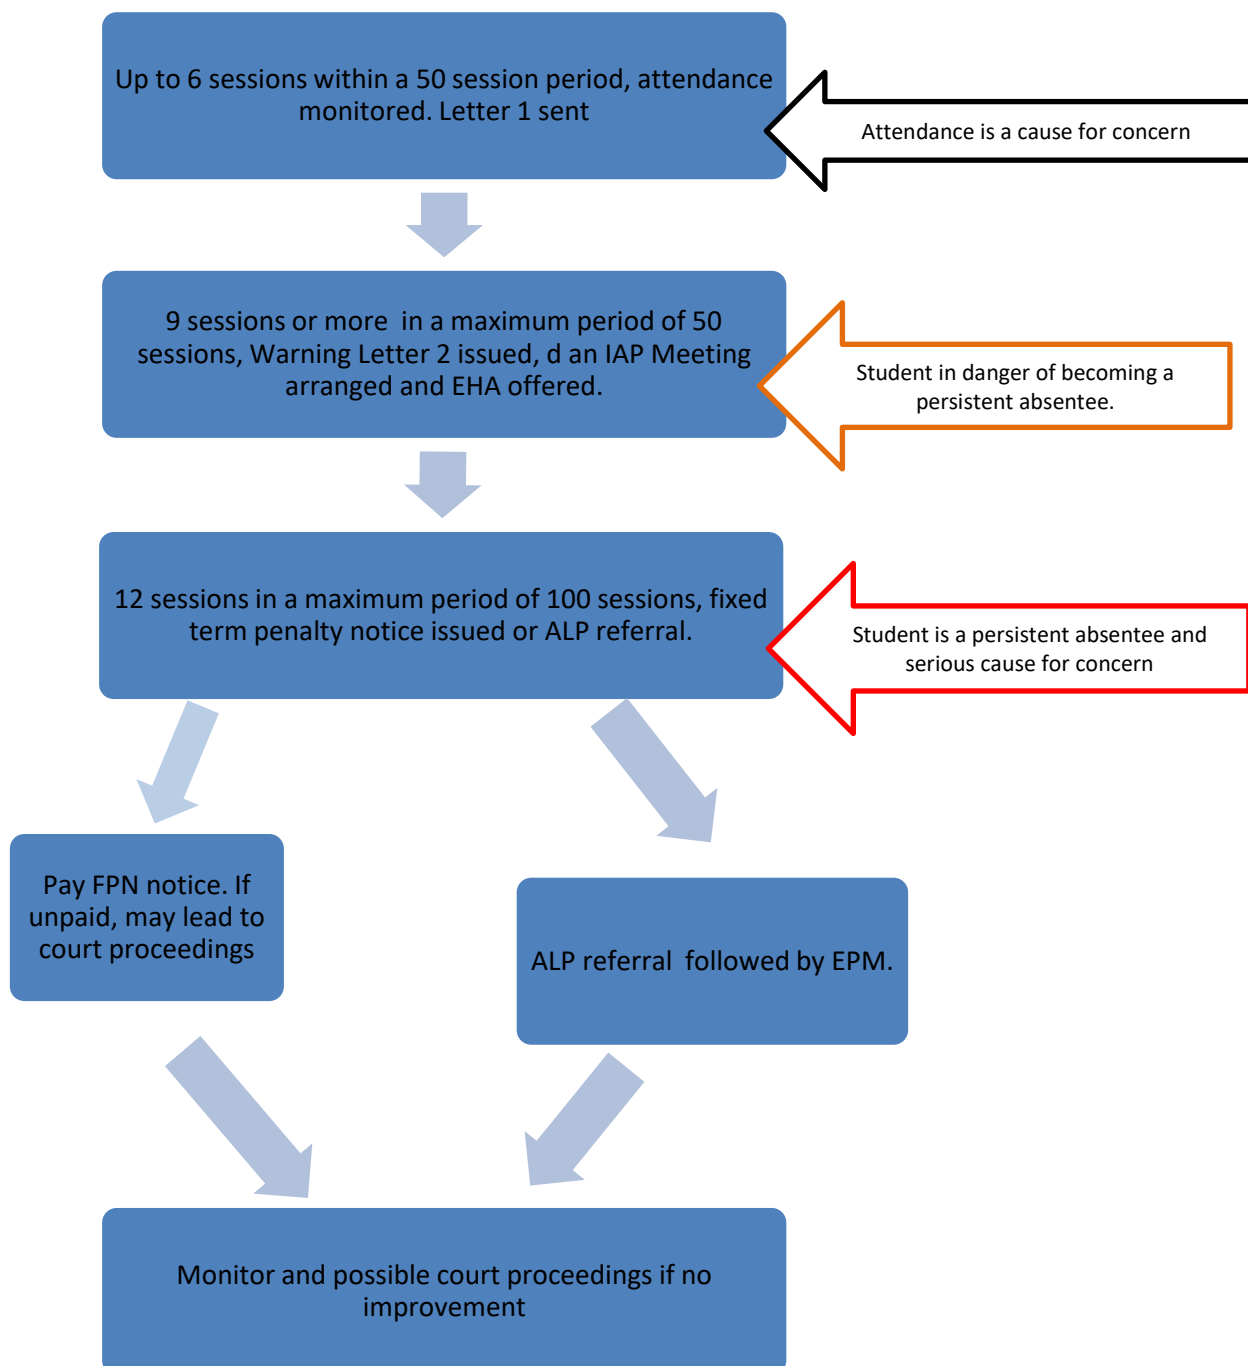 Up to 6 sessions within a 50 session period, attendance
monitored. Letter 1 sent
Attendance is a cause for concern
9 sessions or more  in a maximum period of 50
sessions, Warning Letter 2 issued, d an IAP Meeting
arranged and EHA offered.
Student in danger of becoming a
persistent absentee.
12 sessions in a maximum period of 100 sessions, fixed
term penalty notice issued or ALP referral.
Student is a persistent absentee and
serious cause for concern
Pay FPN notice. If
unpaid, may lead to
court proceedings
ALP referral  followed by EPM.
Monitor and possible court proceedings if no
improvement